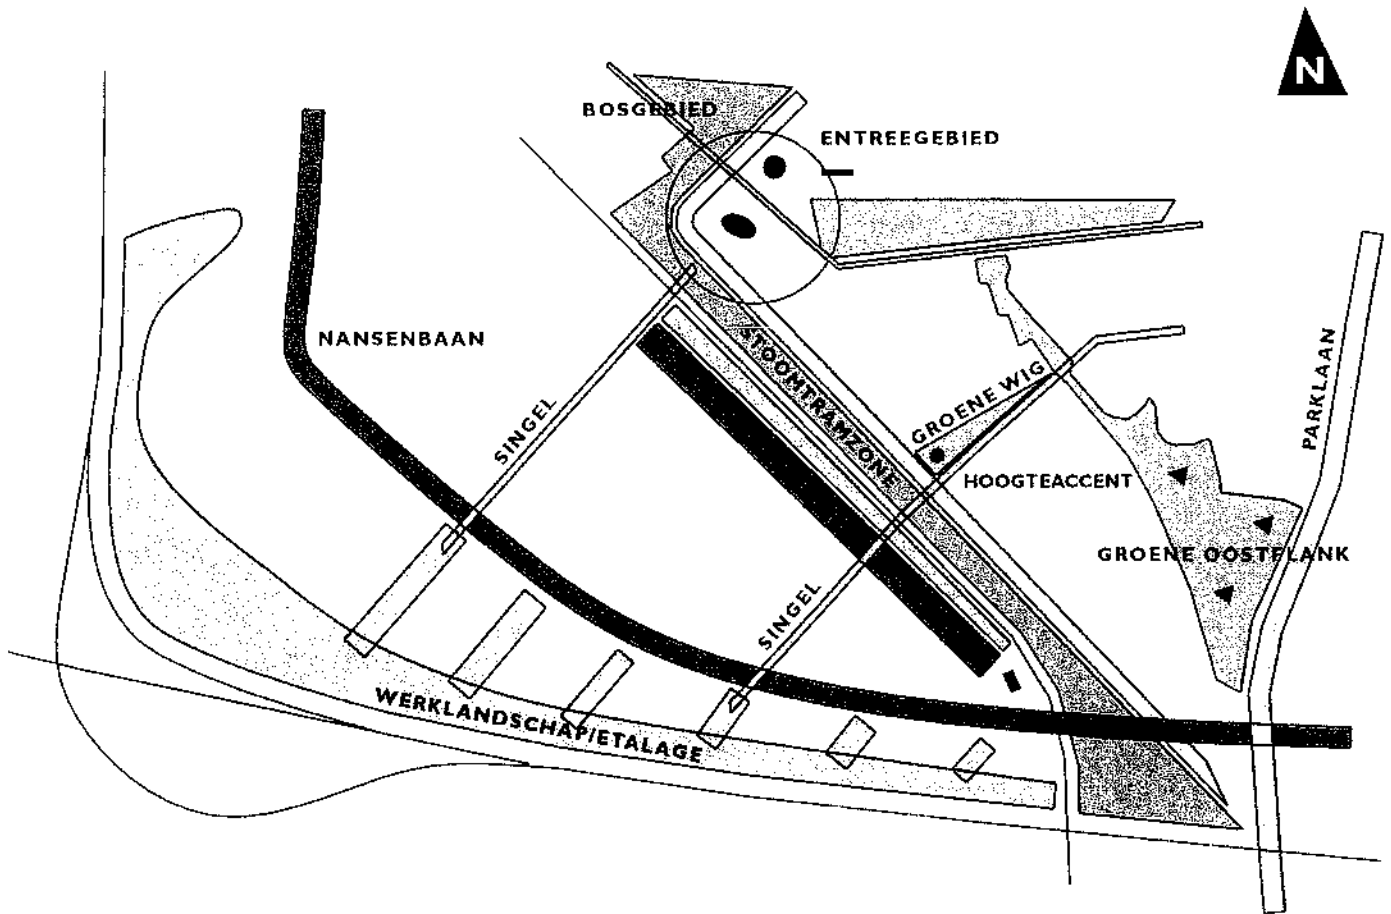 N
BOSGEBIED
ENTREEGEBIED
NANSENBAAN
STOOMTRAMZONE
PARKLAAN
GROENE WIG
SINGEL
HOOGTEACCENT
GROENE OOSTFLANK
SINGEL
WERKLANDSCHAP/ETALAGE